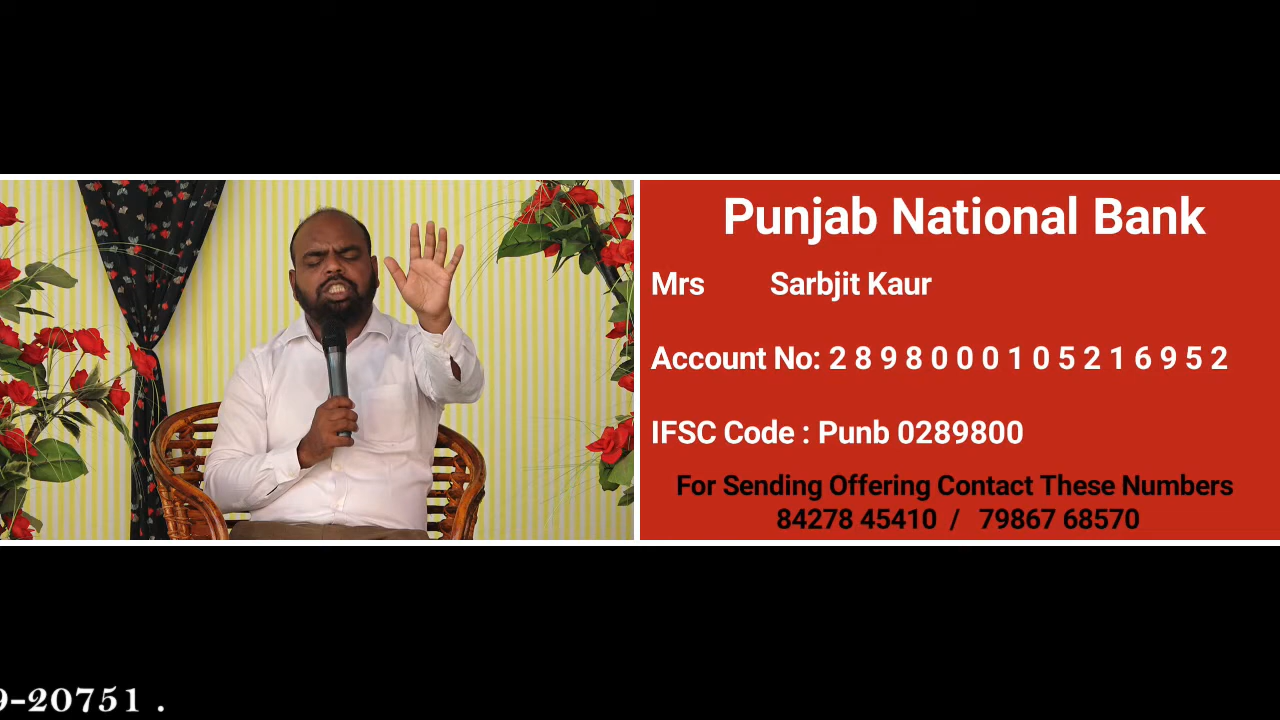 Punjab National Bank
Mrs Sarbjit Kaur
Account No: 2 8 9 8 0 0 0 1 0 5 2 1 6 9 5 2
IFSC Code : Punb 0289800
For Sending Offering Contact These Numbers
84278 45410 / 79867 68570
9-20751 .